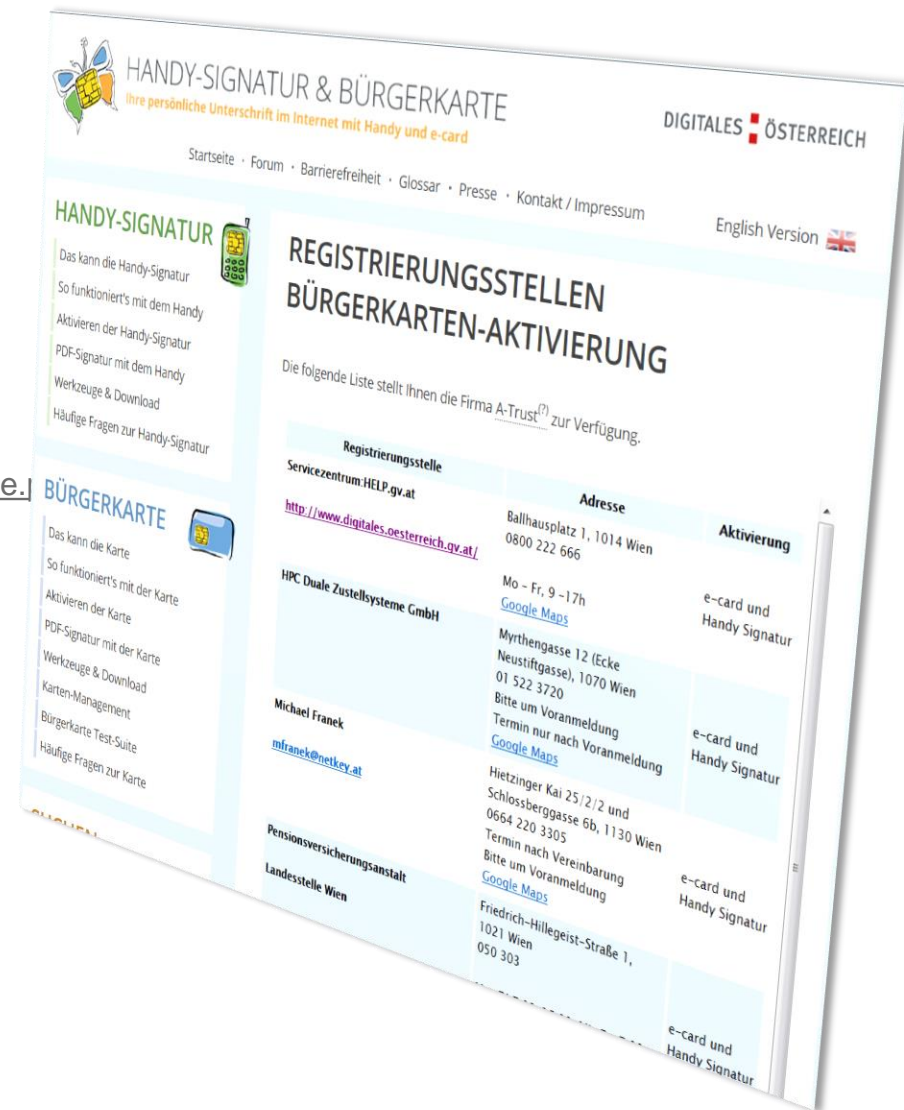 HANDY-SIGNATUR & BÜRGERKARTE
Ihre persönliche Unterschrift im Internet mit Handy und e-card
DIGITALES ÖSTERREICH
Startseite · Forum · Barrierefreiheit · Glossar · Presse · Kontakt / Impressum
English Version
HANDY-SIGNATUR
Das kann die Handy-Signatur
So funktioniert's mit dem Handy
Aktivieren der Handy-Signatur
PDF-Signatur mit dem Handy
Werkzeuge & Download
Häufige Fragen zur Handy-Signatur
BÜRGERKARTE
Das kann die Karte
So funktioniert's mit der Karte
Aktivieren der Karte
PDF-Signatur mit der Karte
Werkzeuge & Download
Karten-Management
Bürgerkarte Test-Suite
Häufige Fragen zur Karte
SUCHEN
REGISTRIERUNGSSTELLEN
BÜRGERKARTEN-AKTIVIERUNG
Die folgende Liste stellt Ihnen die Firma A-Trust(?) zur Verfügung.
Registrierungsstelle
Adresse
Aktivierung
Servicezentrum:HELP.gv.at
http://www.digitales.oesterreich.gv.at/
Ballhausplatz 1, 1014 Wien
0800 222 666
Mo - Fr, 9 -17h
Google Maps
e-card und
Handy Signatur
HPC Duale Zustellsysteme GmbH
Myrthengasse 12 (Ecke
Neustiftgasse), 1070 Wien
01 522 3720
Bitte um Voranmeldung
Termin nur nach Voranmeldung
Google Maps
e-card und
Handy Signatur
Michael Franek
mfranek@netkey.at
Hietzinger Kai 25/2/2 und
Schlossberggasse 6b, 1130 Wien
0664 220 3305
Termin nach Vereinbarung
Bitte um Voranmeldung
Google Maps
e-card und
Handy Signatur
Pensionsversicherungsanstalt
Landesstelle Wien
Friedrich-Hillegeist-Straße 1,
1021 Wien
050 303
e-card und
Handy Signatur